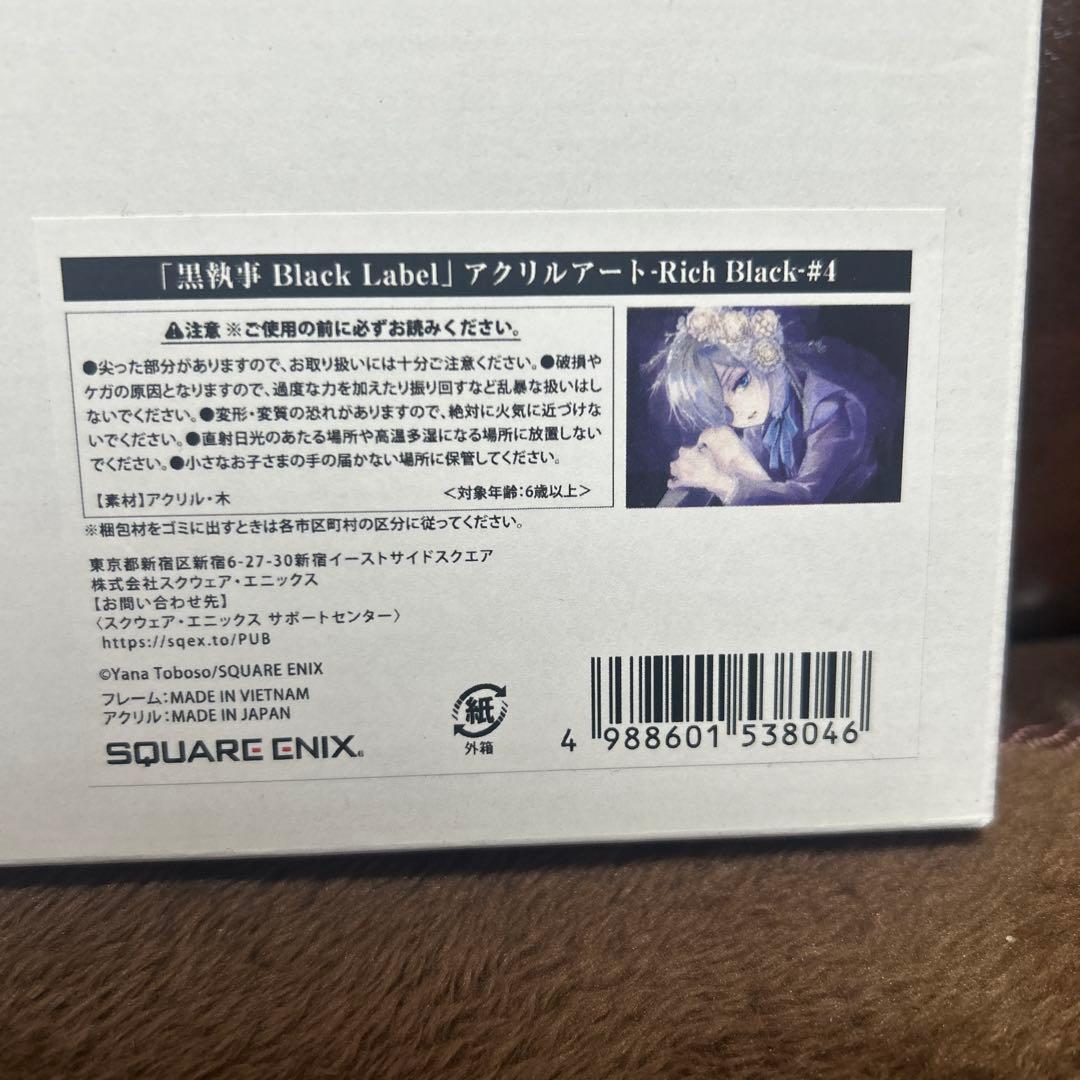 「黒執事 Black Label」アクリルアート-Rich Black-#4
⚠注意 ※ご使用の前に必ずお読みください。
●尖った部分がありますので、お取り扱いには十分ご注意ください。●破損や
ケガの原因となりますので、過度な力を加えたり振り回すなど乱暴な扱いはし
ないでください。●変形・変質の恐れがありますので、絶対に火気に近づけな
いでください。●直射日光のあたる場所や高温多湿になる場所に放置しない
でください。●小さなお子さまの手の届かない場所に保管してください。
【素材】アクリル・木 <対象年齢:6歳以上>
※梱包材をゴミに出すときは各市区町村の区分に従ってください。
東京都新宿区新宿6-27-30新宿イーストサイドスクエア
株式会社スクウェア・エニックス
【お問い合わせ先】
〈スクウェア・エニックス サポートセンター〉
https://sqex.to/PUB
©Yana Toboso/SQUARE ENIX
フレーム:MADE IN VIETNAM
アクリル:MADE IN JAPAN
SQUARE ENIX®
紙
外箱
4 988601 538046